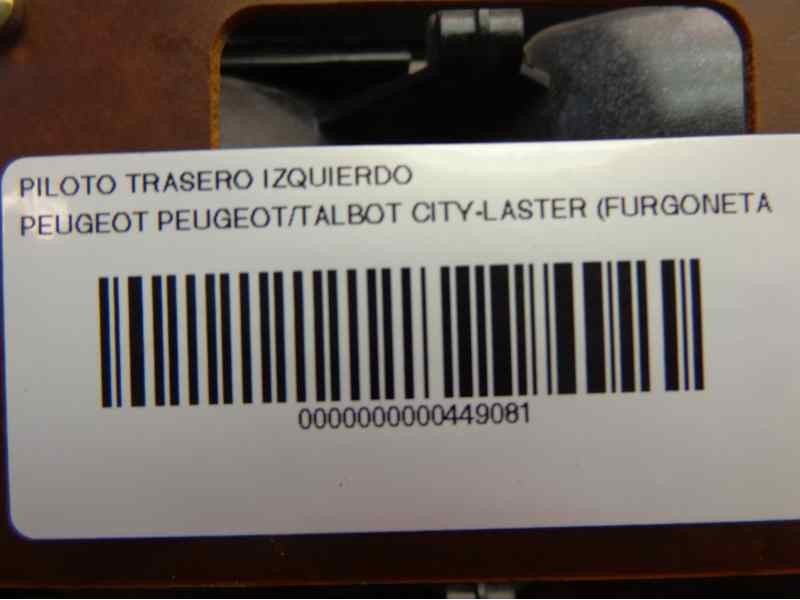 PILOTO TRASERO IZQUIERDO
PEUGEOT PEUGEOT/TALBOT CITY-LASTER (FURGONETA
0000000000449081